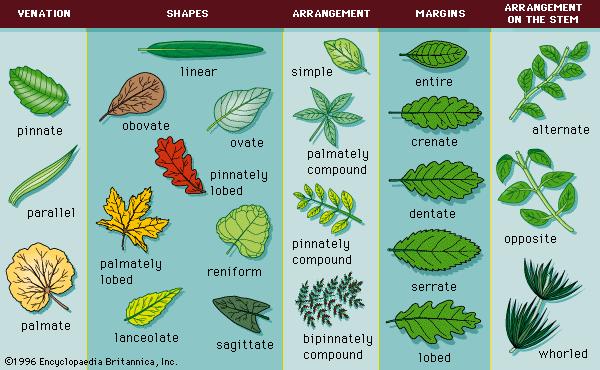 VENATION
SHAPES
ARRANGEMENT
MARGINS
ARRANGEMENT
ON THE STEM
pinnate
parallel
palmate
linear
obovate
ovate
pinnately
lobed
palmately
lobed
reniform
lanceolate
sagittate
simple
palmately
compound
pinnately
compound
bipinnately
compound
entire
crenate
dentate
serrate
lobed
alternate
opposite
whorled
©1996 Encyclopaedia Britannica, Inc.